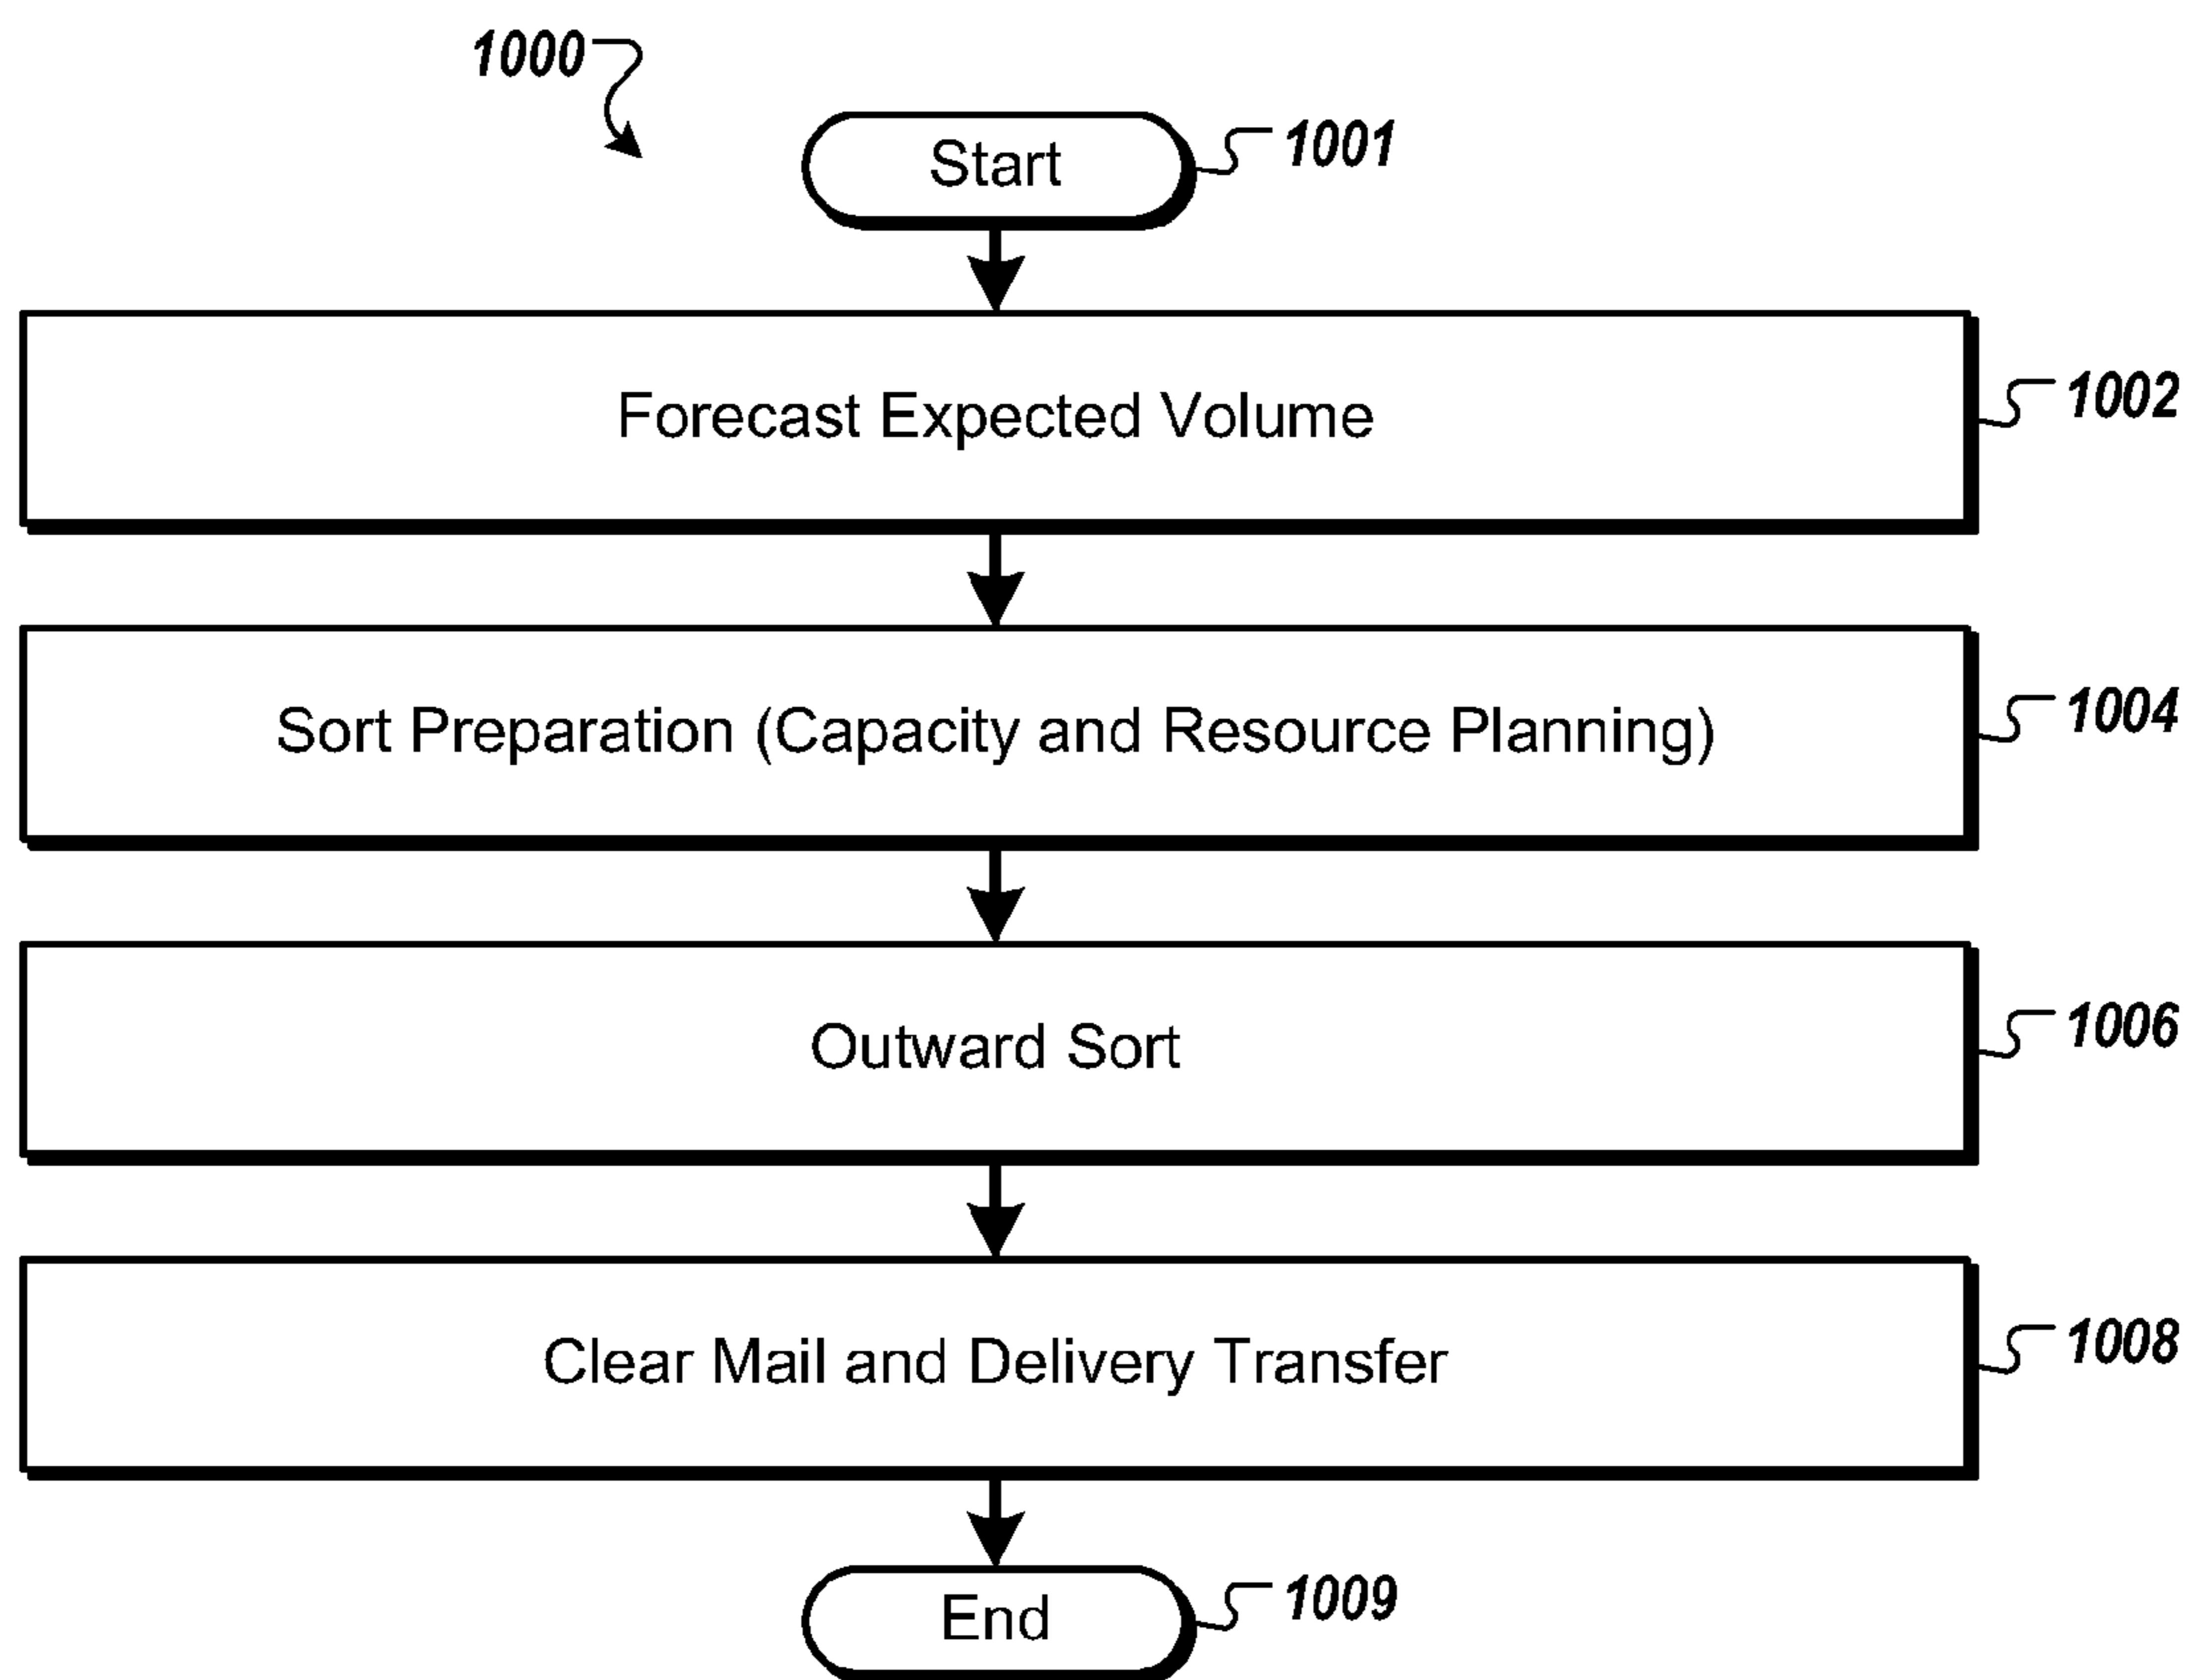 1000
Start
1001
Forecast Expected Volume
1002
Sort Preparation (Capacity and Resource Planning)
1004
Outward Sort
1006
Clear Mail and Delivery Transfer
1008
End
1009